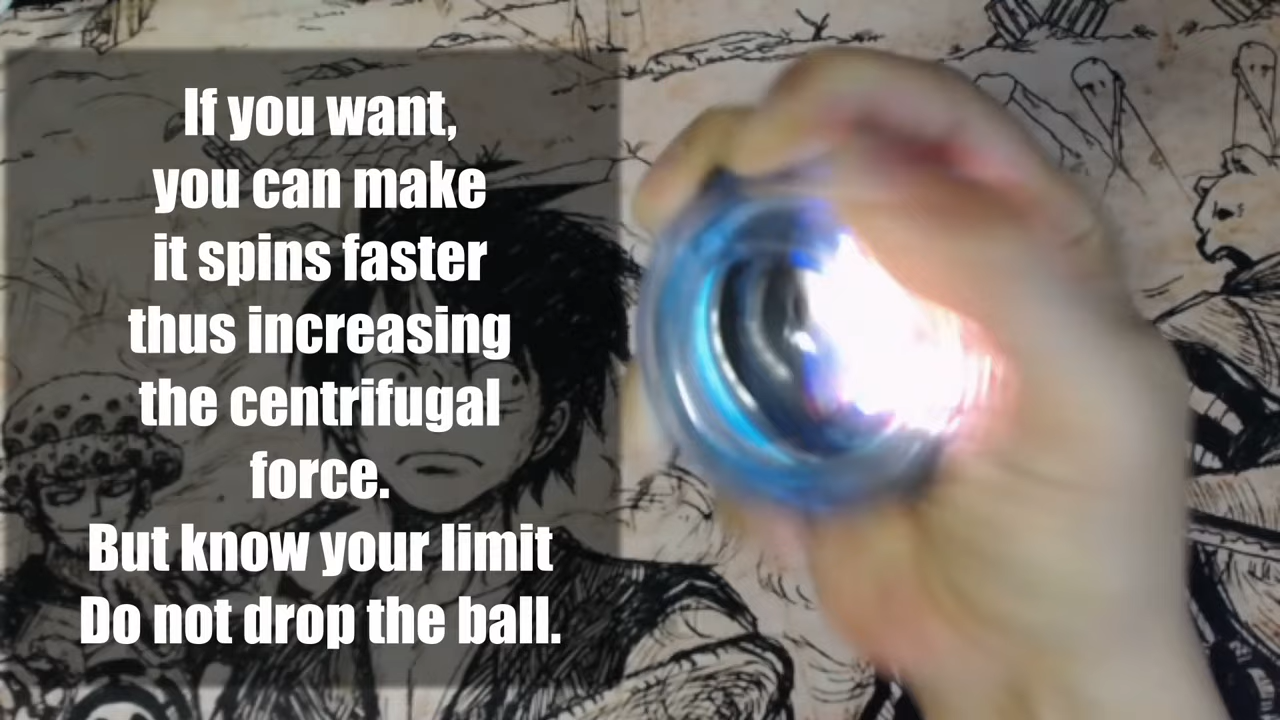 If you want,
you can make
it spins faster
thus increasing
the centrifugal
force.
But know your limit
Do not drop the ball.